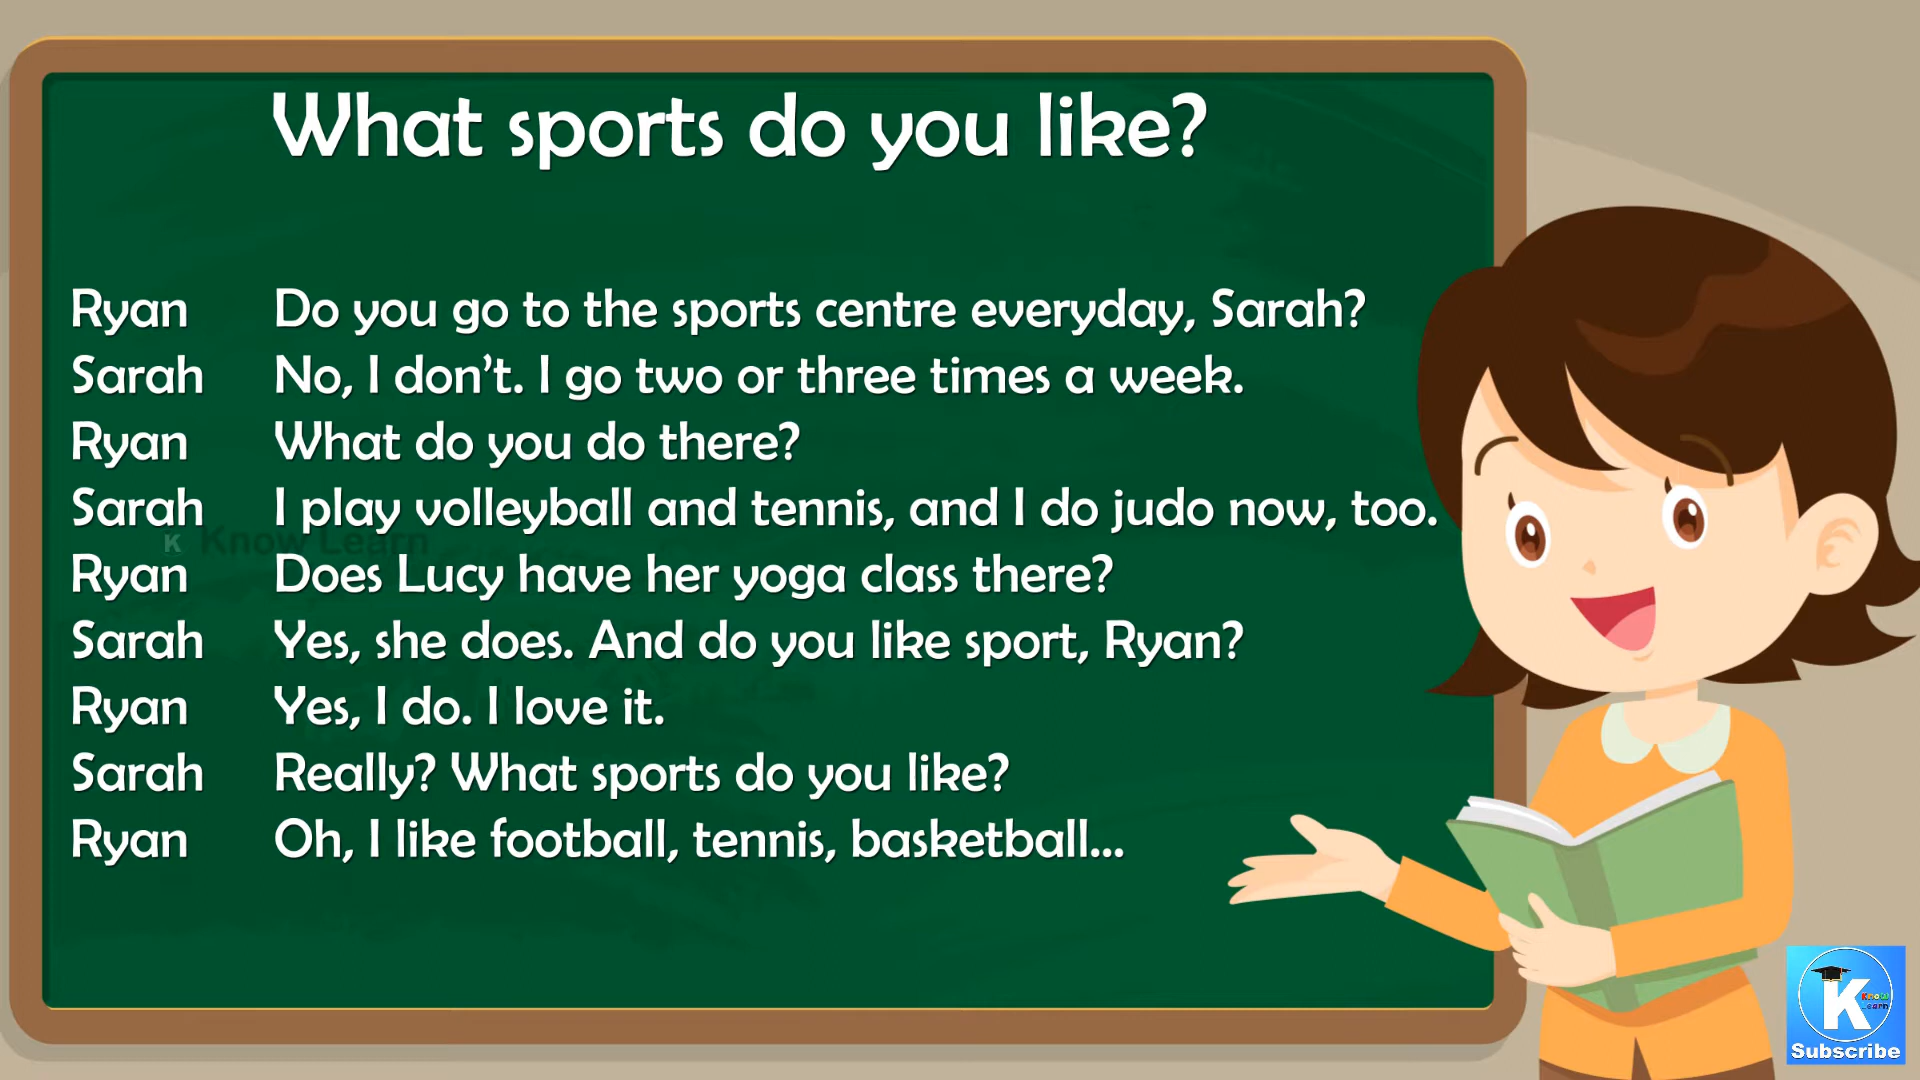 What sports do you like?
Ryan Do you go to the sports centre everyday, Sarah?
Sarah No, I don’t. I go two or three times a week.
Ryan What do you do there?
Sarah I play volleyball and tennis, and I do judo now, too.
K Know Learn
Ryan Does Lucy have her yoga class there?
Sarah Yes, she does. And do you like sport, Ryan?
Ryan Yes, I do. I love it.
Sarah Really? What sports do you like?
Ryan Oh, I like football, tennis, basketball...
K Know Learn
Subscribe